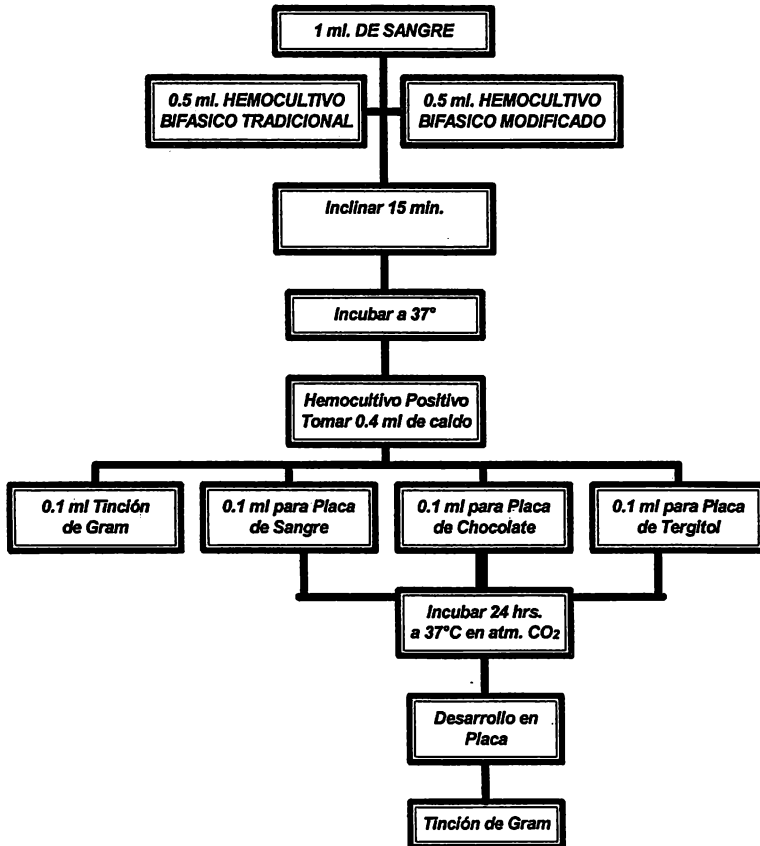 1 ml. DE SANGRE
0.5 ml. HEMOCULTIVO
BIFASICO TRADICIONAL
0.5 ml. HEMOCULTIVO
BIFASICO MODIFICADO
Inclinar 15 min.
Incubar a 37°
Hemocultivo Positivo
Tomar 0.4 ml de caldo
0.1 ml Tinción
de Gram
0.1 ml para Placa
de Sangre
0.1 ml para Placa
de Chocolate
0.1 ml para Placa
de Tergitol
Incubar 24 hrs.
a 37°C en atm. CO₂
Desarrollo en
Placa
Tinción de Gram